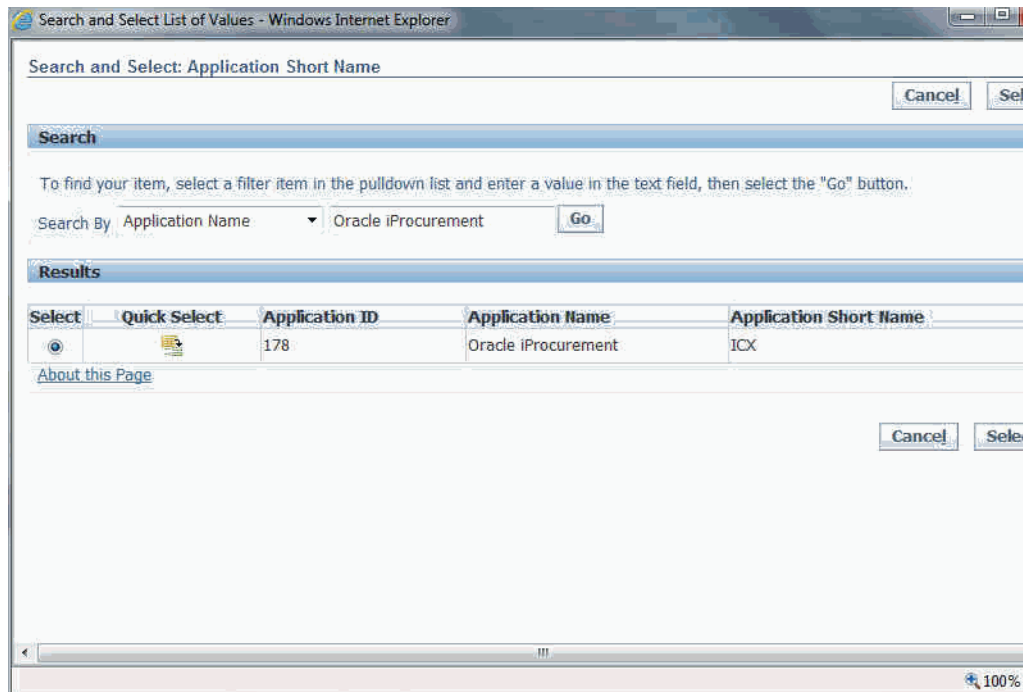 Search and Select List of Values - Windows Internet Explorer
Search and Select: Application Short Name
Cancel
Search
To find your item, select a filter item in the pulldown list and enter a value in the text field, then select the "Go" button.
Search By Application Name Oracle iProcurement Go
Results
Select Quick Select Application ID Application Name Application Short Name
178 Oracle iProcurement ICX
About this Page
Cancel
100%